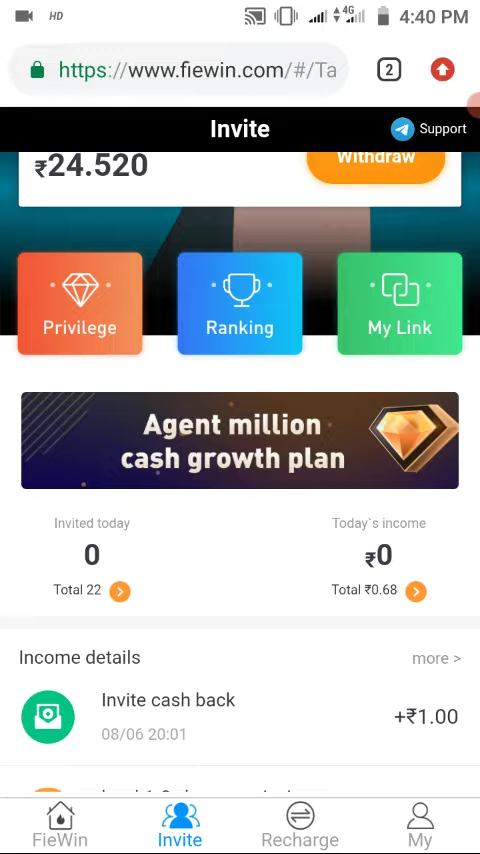 HD
4G
4:40 PM
https://www.fiewin.com/#/Ta
2
Invite
Support
₹24.520
Withdraw
Privilege
Ranking
My Link
Agent million
cash growth plan
Invited today
Today`s income
0
₹0
Total 22
Total ₹0.68
Income details
more >
Invite cash back
+₹1.00
08/06 20:01
FieWin
Invite
Recharge
My